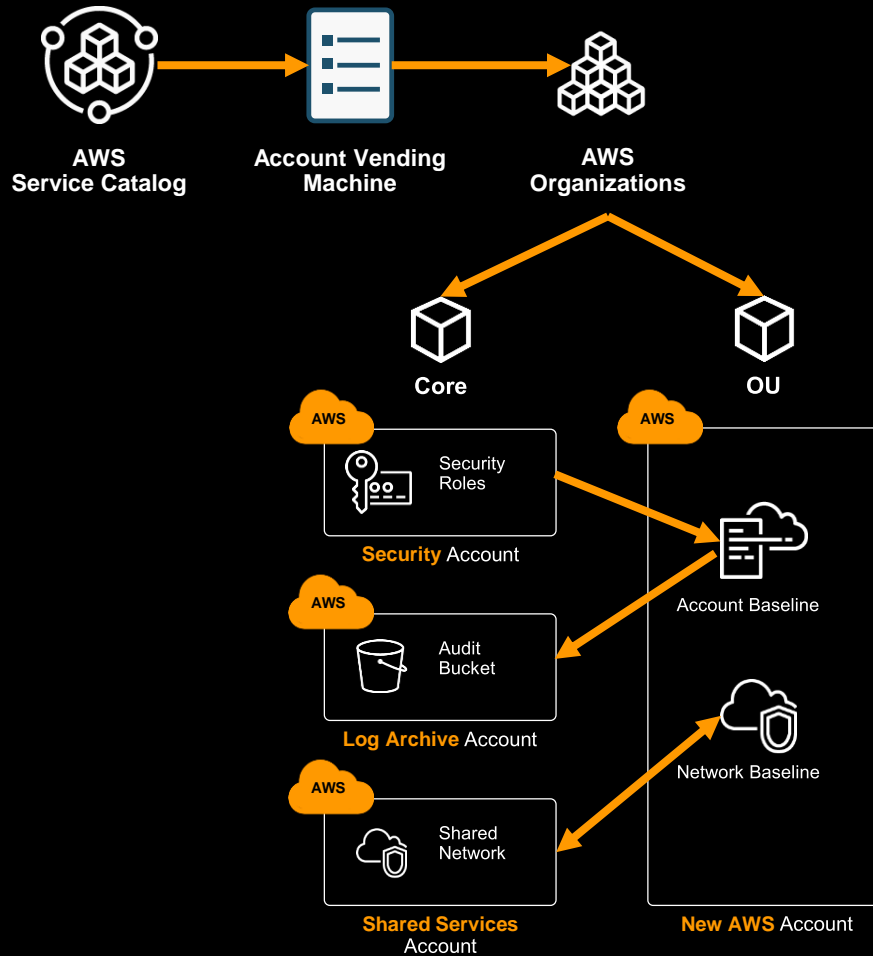 AWS
Service Catalog
Account Vending
Machine
AWS
Organizations
Core
OU
AWS
Security
Roles
Security Account
AWS
Audit
Bucket
Log Archive Account
AWS
Shared
Network
Shared Services
Account
AWS
Account Baseline
Network Baseline
New AWS Account